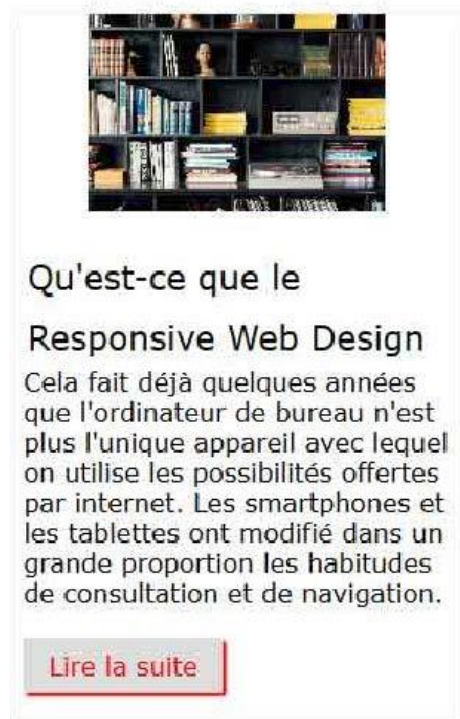 Qu'est-ce que le
Responsive Web Design
Cela fait déjà quelques années
que l'ordinateur de bureau n'est
plus l'unique appareil avec lequel
on utilise les possibilités offertes
par internet. Les smartphones et
les tablettes ont modifié dans un
grande proportion les habitudes
de consultation et de navigation.
Lire la suite